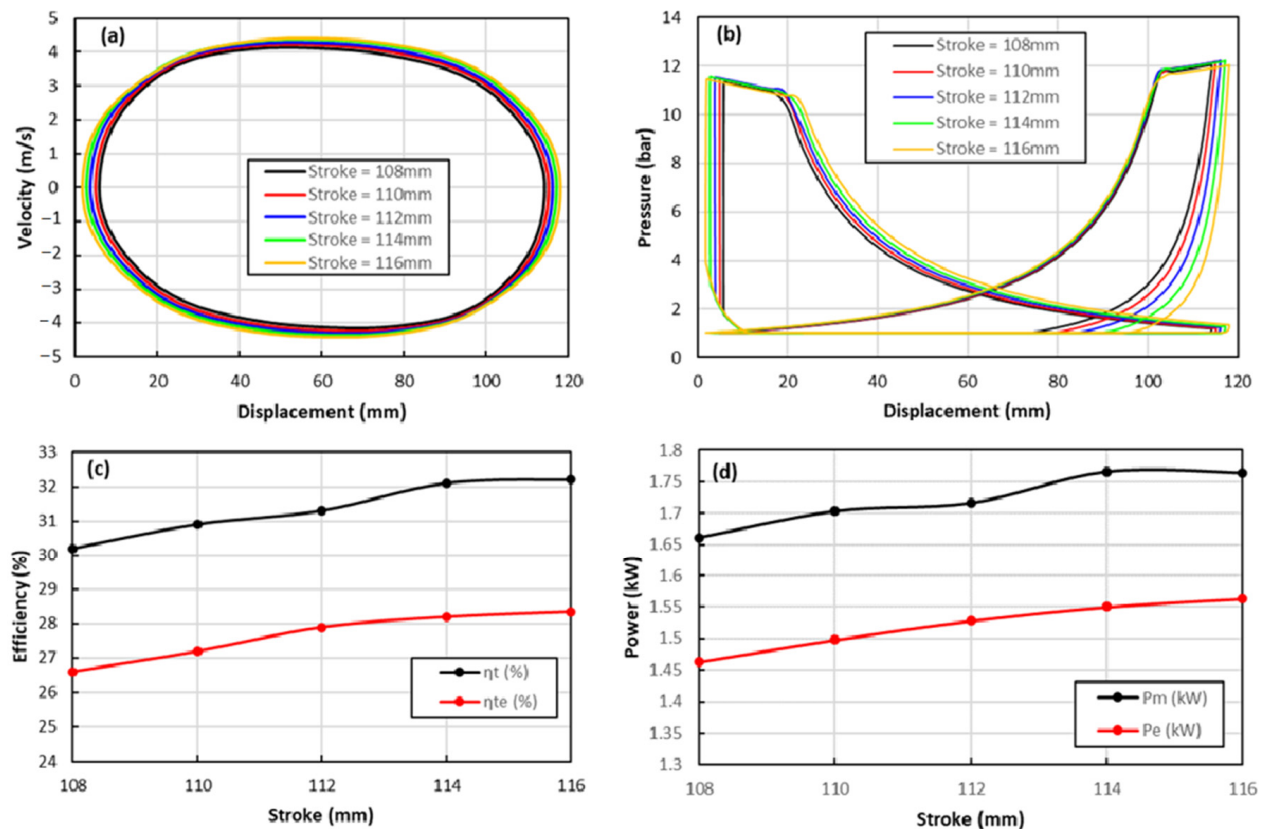 (a)
5
4
3
2
1
0
−1
−2
−3
−4
−5
Velocity (m/s)
Stroke = 108mm
Stroke = 110mm
Stroke = 112mm
Stroke = 114mm
Stroke = 116mm
0 20 40 60 80 100 120
Displacement (mm)
(b)
14
12
10
8
6
4
2
0
Pressure (bar)
Stroke = 108mm
Stroke = 110mm
Stroke = 112mm
Stroke = 114mm
Stroke = 116mm
0 20 40 60 80 100 120
Displacement (mm)
(c)
33
32
31
30
29
28
27
26
25
24
Efficiency (%)
ηt (%)
ηte (%)
108 110 112 114 116
Stroke (mm)
(d)
1.8
1.75
1.7
1.65
1.6
1.55
1.5
1.45
1.4
1.35
1.3
Power (kW)
Pm (kW)
Pe (kW)
108 110 112 114 116
Stroke (mm)